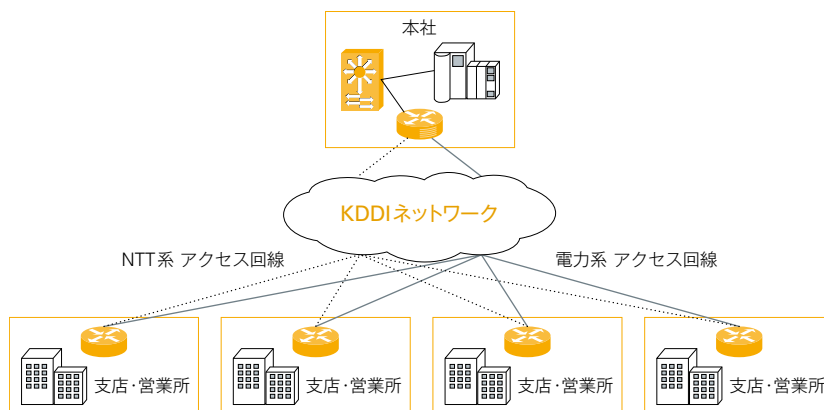 本社
KDDIネットワーク
NTT系 アクセス回線
電力系 アクセス回線
支店・営業所
支店・営業所
支店・営業所
支店・営業所